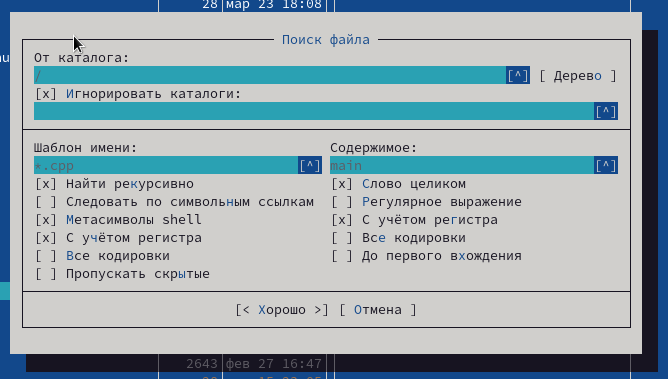 28 мар 23 18:08
Поиск файла
От каталога:
/ [^] [ Дерево ]
[x] Игнорировать каталоги:
[^]
Шаблон имени: Содержимое:
*.cpp [^] main [^]
[x] Найти рекурсивно [x] Слово целиком
[ ] Следовать по символьным ссылкам [ ] Регулярное выражение
[x] Метасимволы shell [x] С учётом регистра
[x] С учётом регистра [ ] Все кодировки
[ ] Все кодировки [ ] До первого вхождения
[ ] Пропускать скрытые
[< Хорошо >] [ Отмена ]
2643 фев 27 16:47